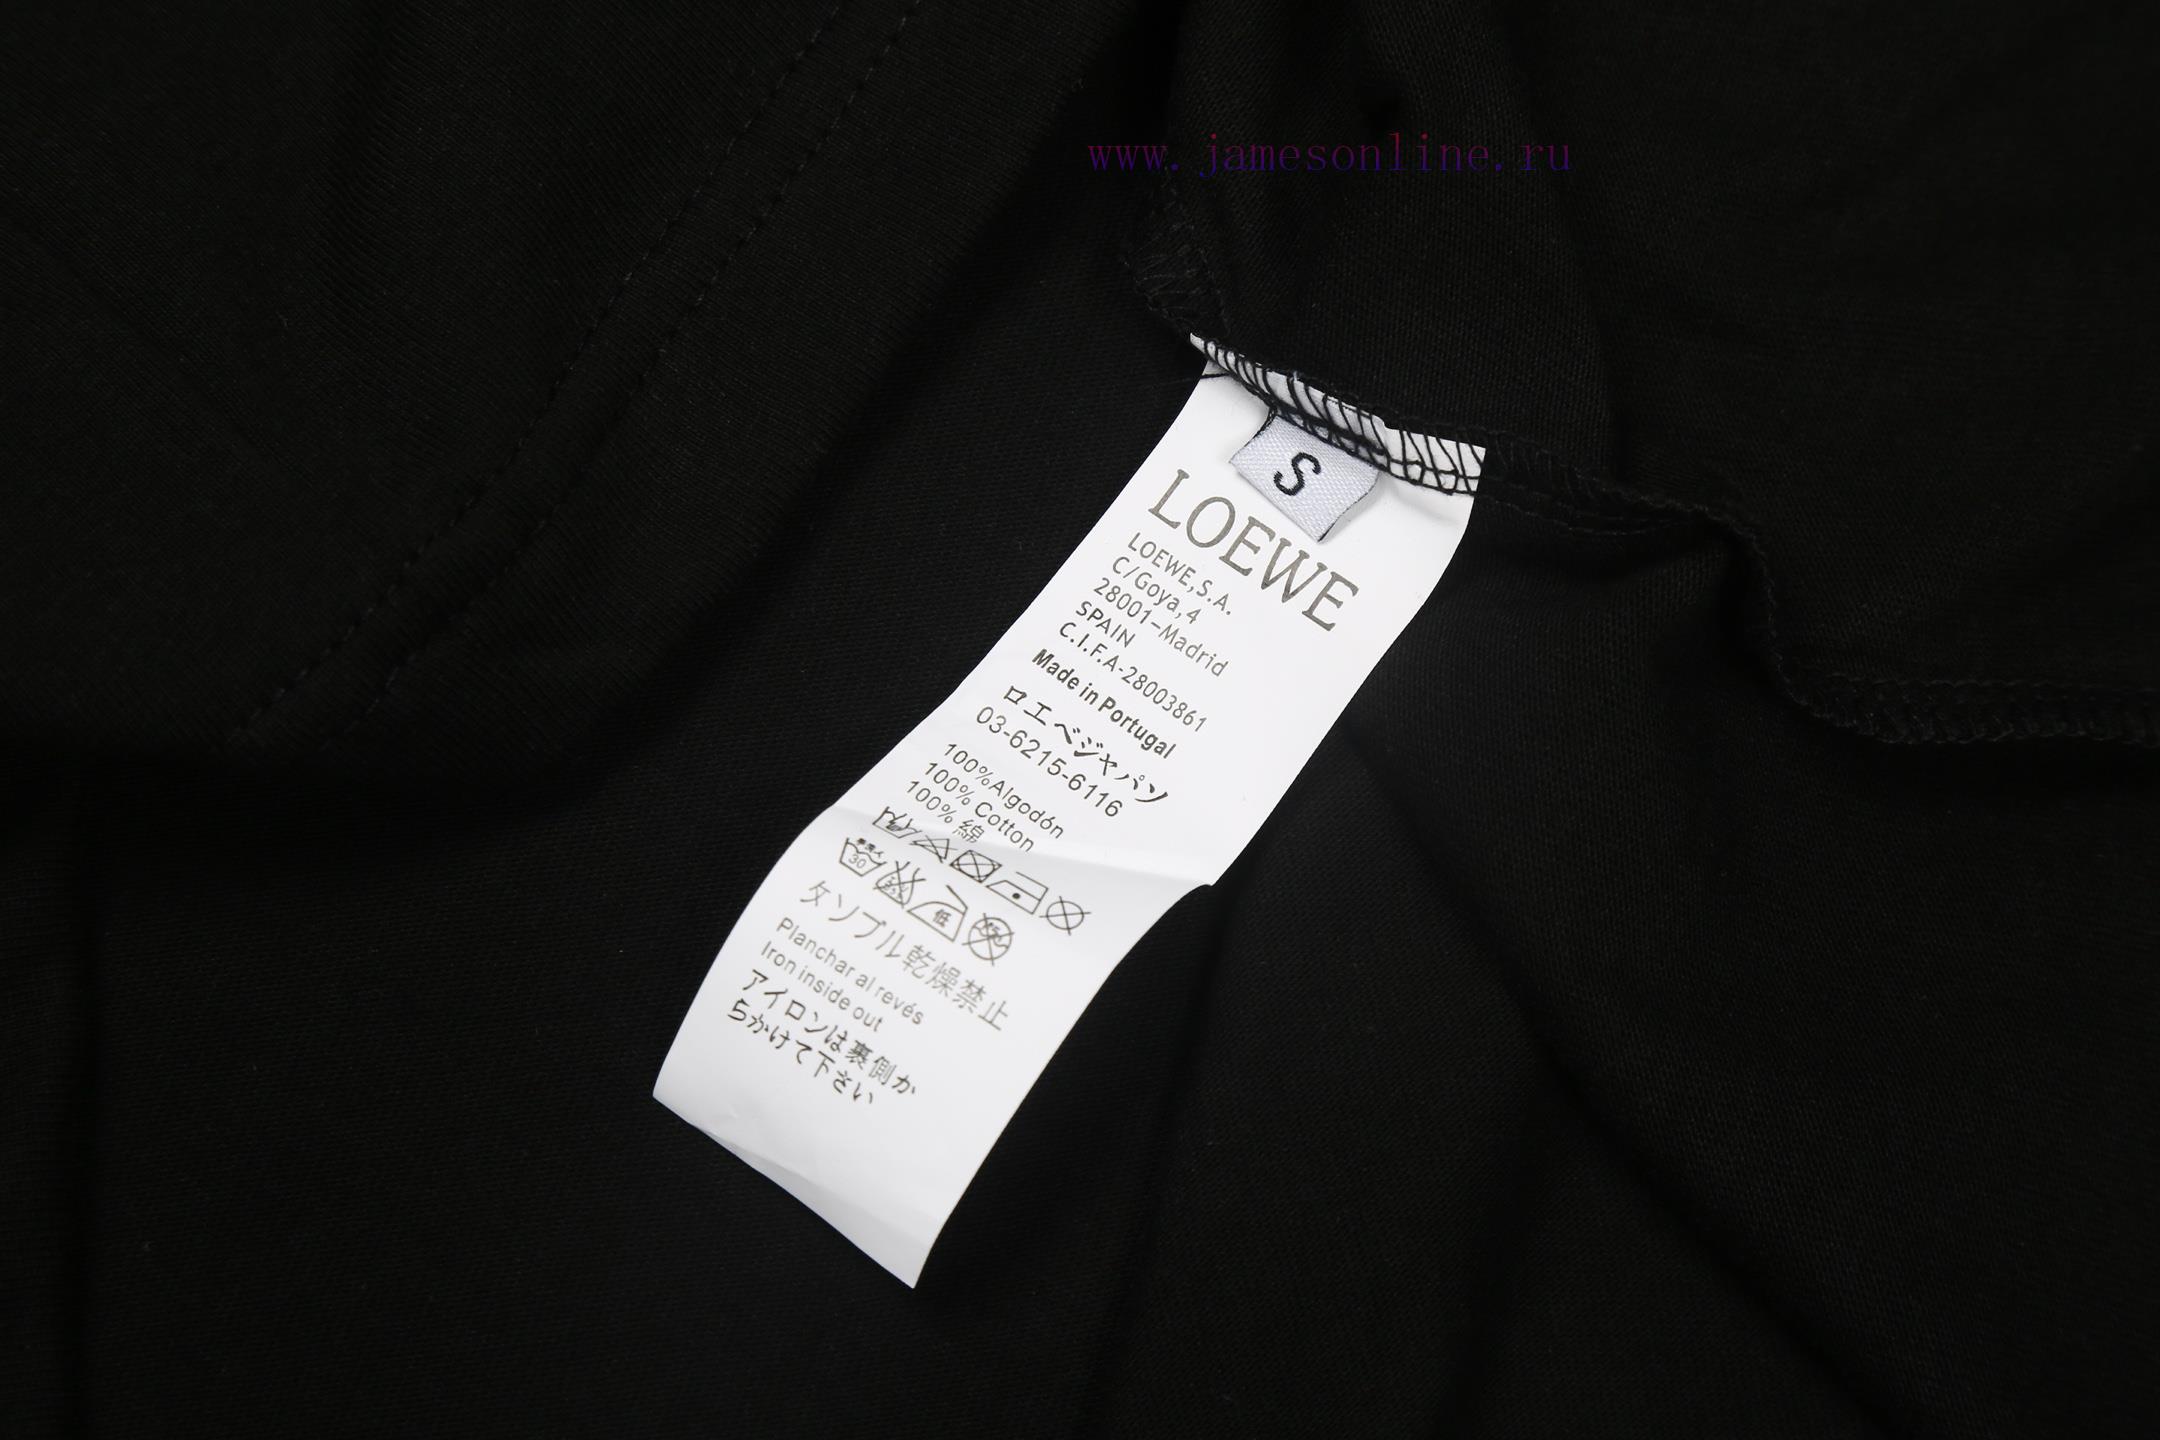 www.jamesonline.ru
S
LOEWE
LOEWE,S.A.
C/Goya,4
28001-Madrid
SPAIN
C.I.F.A-28003861
Made in Portugal
ロエベジャパン
03-6215-6116
100%Algodón
100% Cotton
100% 綿
30
低
タンブル乾燥禁止
Planchar al revés
Iron inside out
アイロンは裏側か
らかけて下さい